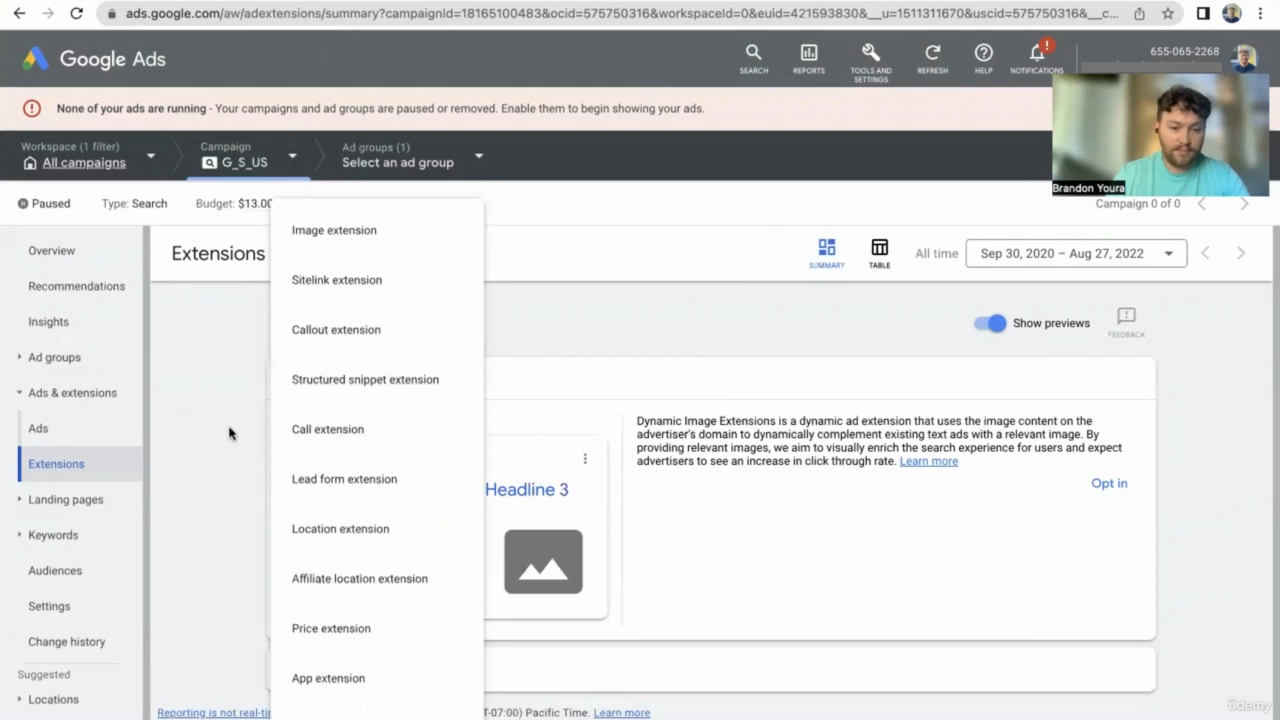 ads.google.com/aw/adextensions/summary?campaignId=18165100483&ocid=575750316&workspaceId=0&euid=421593830&__u=1511311670&uscid=575750316&__c...
Google Ads
SEARCH
REPORTS
TOOLS AND
SETTINGS
REFRESH
HELP
!
NOTIFICATIONS
655-065-2268
None of your ads are running - Your campaigns and ad groups are paused or removed. Enable them to begin showing your ads.
Workspace (1 filter)
All campaigns
Campaign
G_S_US
Ad groups (1)
Select an ad group
Brandon Youra
Paused
Type: Search
Budget: $13.00
Campaign 0 of 0
Overview
Recommendations
Insights
Ad groups
Ads & extensions
Ads
Extensions
Landing pages
Keywords
Audiences
Settings
Change history
Suggested
Locations
Extensions
SUMMARY
TABLE
All time
Sep 30, 2020 – Aug 27, 2022
Show previews
FEEDBACK
Image extension
Sitelink extension
Callout extension
Structured snippet extension
Call extension
Lead form extension
Location extension
Affiliate location extension
Price extension
App extension
Headline 3
Dynamic Image Extensions is a dynamic ad extension that uses the image content on the
advertiser's domain to dynamically complement existing text ads with a relevant image. By
providing relevant images, we aim to visually enrich the search experience for users and expect
advertisers to see an increase in click through rate. Learn more
Opt in
Reporting is not real-ti
T-07:00) Pacific Time. Learn more
ûdemy